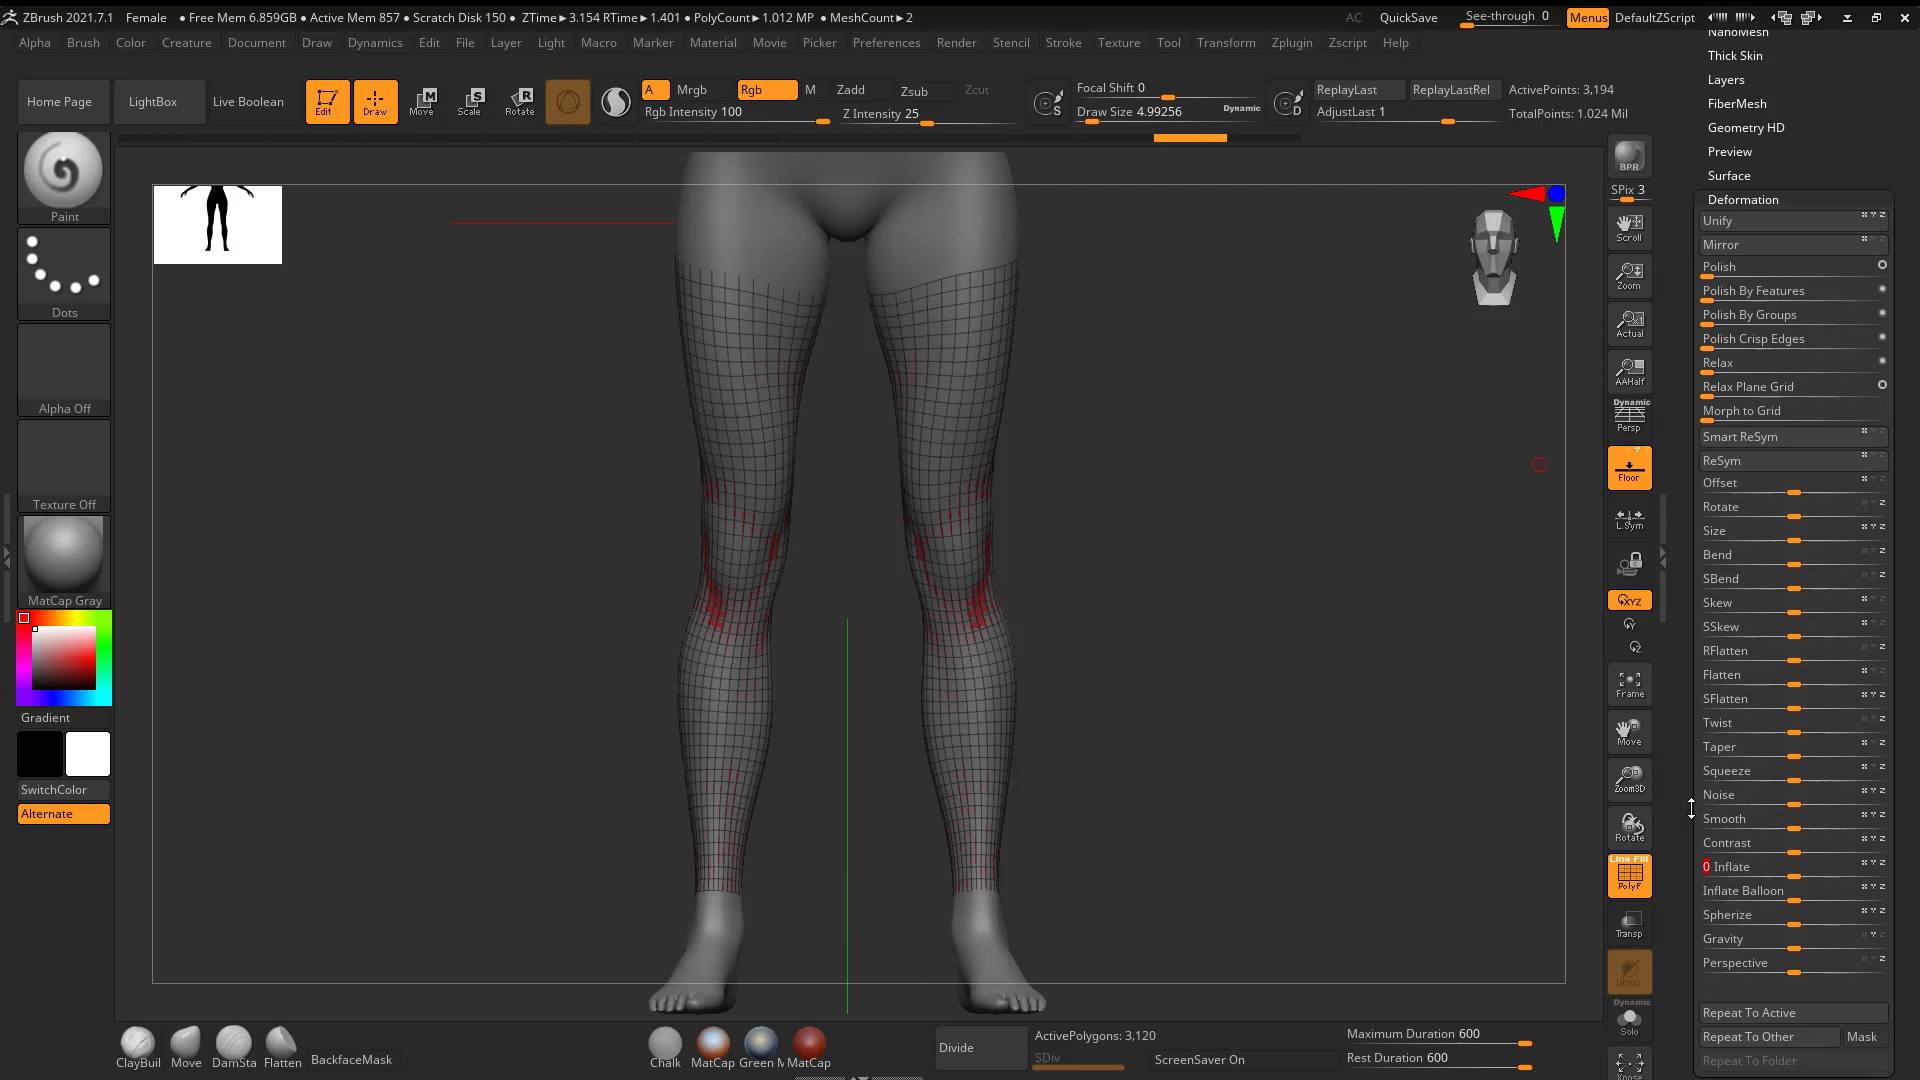 ZBrush 2021.7.1 Female ● Free Mem 6.859GB ● Active Mem 857 ● Scratch Disk 150 ● ZTime►3.154 RTime►1.401 ● PolyCount►1.012 MP ● MeshCount►2 AC QuickSave See-through 0 Menus DefaultZScript
Alpha Brush Color Creature Document Draw Dynamics Edit File Layer Light Macro Marker Material Movie Picker Preferences Render Stencil Stroke Texture Tool Transform Zplugin Zscript Help
Home Page LightBox Live Boolean Edit Draw Move Scale Rotate
M S R
A Mrgb Rgb M Zadd Zsub Zcut
Rgb Intensity 100 Z Intensity 25
S Focal Shift 0
Draw Size 4.99256 Dynamic
D ReplayLast ReplayLastRel
AdjustLast 1
ActivePoints: 3,194
TotalPoints: 1.024 Mil
Paint
Dots
Alpha Off
Texture Off
MatCap Gray
Gradient
SwitchColor
Alternate
BPR
SPix 3
Scroll
Zoom
Actual
AAHalf
Dynamic
Persp
Floor
L.Sym
XYZ
Y
Z
Frame
Move
Zoom3D
Rotate
Line Fill
PolyF
Transp
Ghost
Dynamic
Solo
Xpose
NanoMesh
Thick Skin
Layers
FiberMesh
Geometry HD
Preview
Surface
Deformation
Unify
Mirror
Polish
Polish By Features
Polish By Groups
Polish Crisp Edges
Relax
Relax Plane Grid
Morph to Grid
Smart ReSym
ReSym
Offset
Rotate
Size
Bend
SBend
Skew
SSkew
RFlatten
Flatten
SFlatten
Twist
Taper
Squeeze
Noise
Smooth
Contrast
0 Inflate
Inflate Balloon
Spherize
Gravity
Perspective
Repeat To Active
Repeat To Other Mask
Repeat To Folder
ClayBuil Move DamSta Flatten BackfaceMask
Chalk MatCap Green M MatCap
Divide
ActivePolygons: 3,120
SDiv
ScreenSaver On
Maximum Duration 600
Rest Duration 600